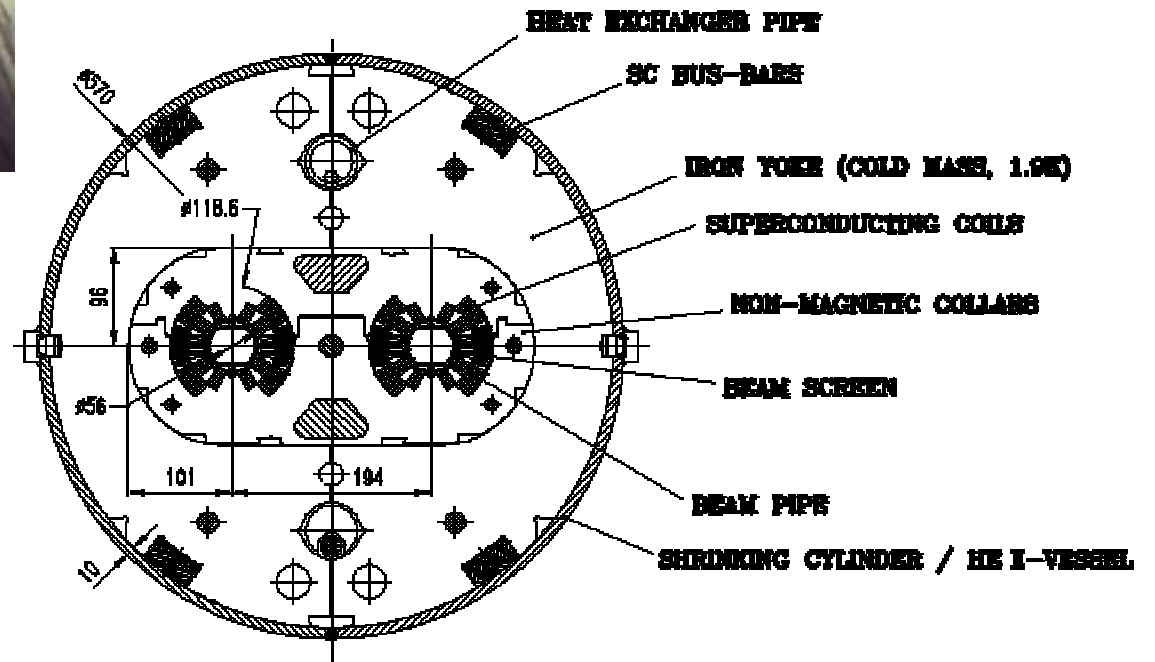 HEAT EXCHANGER PIPE
SC BUS-BARS
ø570
IRON YOKE (COLD MASS, 1.9K)
ø118.6
SUPERCONDUCTING COILS
96
NON-MAGNETIC COLLARS
BEAM SCREEN
ø56
101
194
BEAM PIPE
10
SHRINKING CYLINDER / HE I-VESSEL